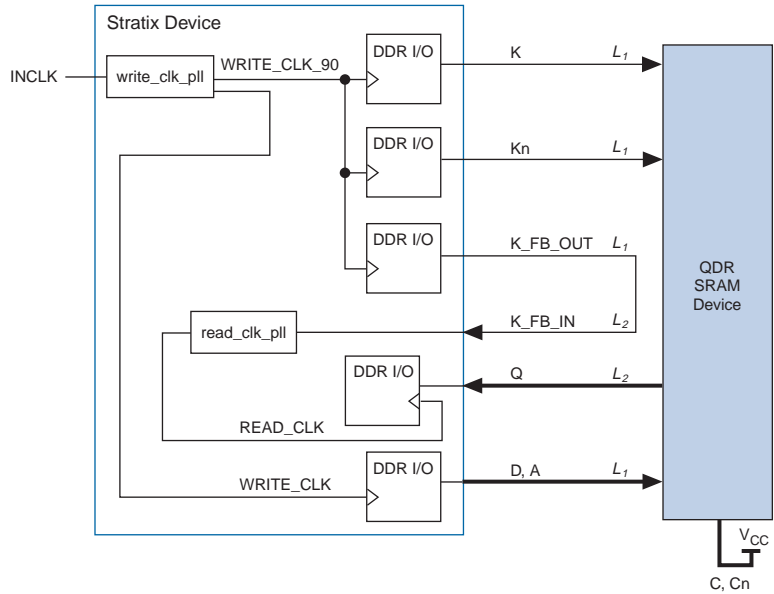 Stratix Device
DDR I/O
K
L1
INCLK
write_clk_pll
WRITE_CLK_90
DDR I/O
Kn
L1
DDR I/O
K_FB_OUT
L1
QDR
SRAM
Device
read_clk_pll
K_FB_IN
L2
DDR I/O
Q
L2
READ_CLK
DDR I/O
D, A
L1
WRITE_CLK
VCC
C, Cn